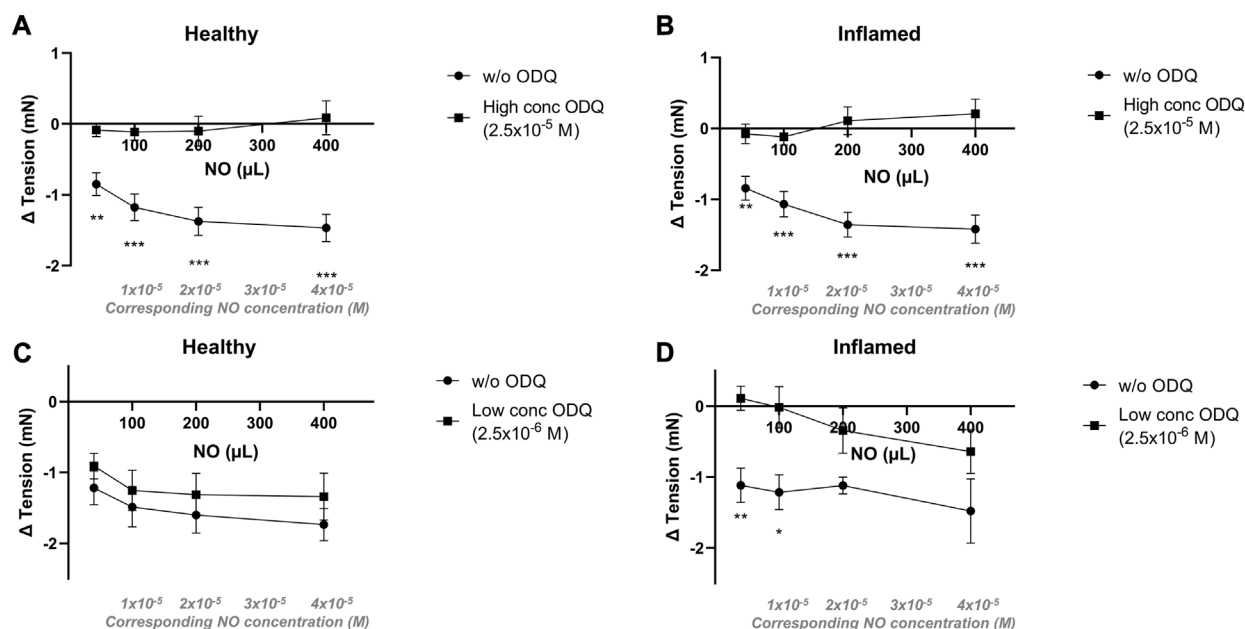 A
Healthy
1
0
-1
-2
Δ Tension (mN)
100 200 300 400
NO (µL)
** *** *** ***
1x10⁻⁵ 2x10⁻⁵ 3x10⁻⁵ 4x10⁻⁵
Corresponding NO concentration (M)
w/o ODQ
High conc ODQ
(2.5x10⁻⁵ M)
B
Inflamed
1
0
-1
-2
Δ Tension (mN)
100 200 300 400
NO (µL)
** *** *** ***
1x10⁻⁵ 2x10⁻⁵ 3x10⁻⁵ 4x10⁻⁵
Corresponding NO concentration (M)
w/o ODQ
High conc ODQ
(2.5x10⁻⁵ M)
C
Healthy
0
-1
-2
Δ Tension (mN)
100 200 300 400
NO (µL)
1x10⁻⁵ 2x10⁻⁵ 3x10⁻⁵ 4x10⁻⁵
Corresponding NO concentration (M)
w/o ODQ
Low conc ODQ
(2.5x10⁻⁶ M)
D
Inflamed
0
-1
-2
Δ Tension (mN)
100 200 300 400
NO (µL)
** *
1x10⁻⁵ 2x10⁻⁵ 3x10⁻⁵ 4x10⁻⁵
Corresponding NO concentration (M)
w/o ODQ
Low conc ODQ
(2.5x10⁻⁶ M)